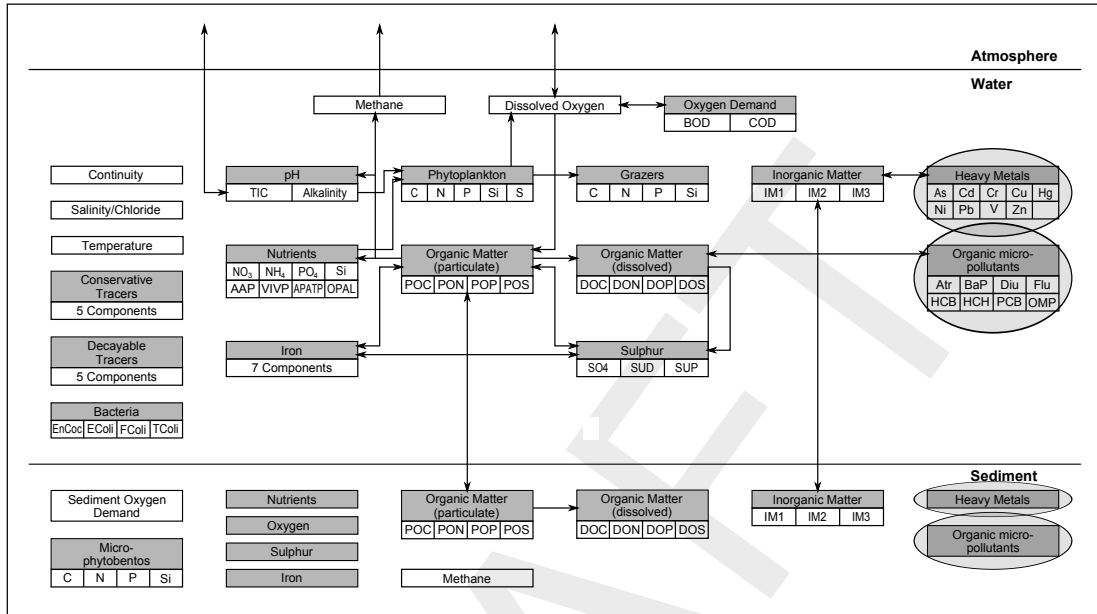 Atmosphere
Water
Methane
Dissolved Oxygen
Oxygen Demand
BOD COD
Continuity
Salinity/Chloride
Temperature
Conservative
Tracers
5 Components
Decayable
Tracers
5 Components
Bacteria
EnCoc EColi FColi TColi
pH
TIC Alkalinity
Phytoplankton
C N P Si S
Grazers
C N P Si
Inorganic Matter
IM1 IM2 IM3
Heavy Metals
As Cd Cr Cu Hg
Ni Pb V Zn
Nutrients
NO3 NH4 PO4 Si
AAP VIVP APATP OPAL
Organic Matter
(particulate)
POC PON POP POS
Organic Matter
(dissolved)
DOC DON DOP DOS
Organic micro-
pollutants
Atr BaP Diu Flu
HCB HCH PCB OMP
Iron
7 Components
Sulphur
SO4 SUD SUP
Sediment
Sediment Oxygen
Demand
Micro-
phytobentos
C N P Si
Nutrients
Oxygen
Sulphur
Iron
Organic Matter
(particulate)
POC PON POP POS
Methane
Organic Matter
(dissolved)
DOC DON DOP DOS
Inorganic Matter
IM1 IM2 IM3
Heavy Metals
Organic micro-
pollutants
AFT